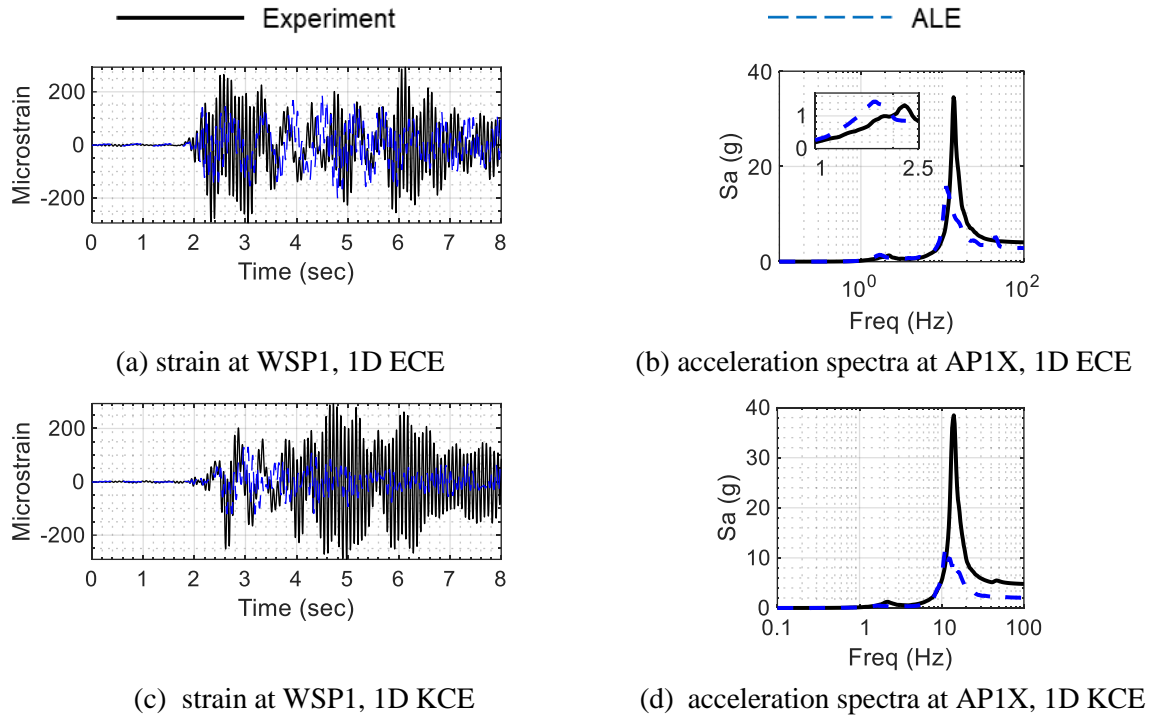 Experiment
ALE
200
0
-200
Microstrain
0 1 2 3 4 5 6 7 8
Time (sec)
40
20
0
Sa (g)
1
0
1 2.5
10^0 10^2
Freq (Hz)
(a) strain at WSP1, 1D ECE
(b) acceleration spectra at AP1X, 1D ECE
200
0
-200
Microstrain
0 1 2 3 4 5 6 7 8
Time (sec)
40
30
20
10
0
Sa (g)
0.1 1 10 100
Freq (Hz)
(c) strain at WSP1, 1D KCE
(d) acceleration spectra at AP1X, 1D KCE